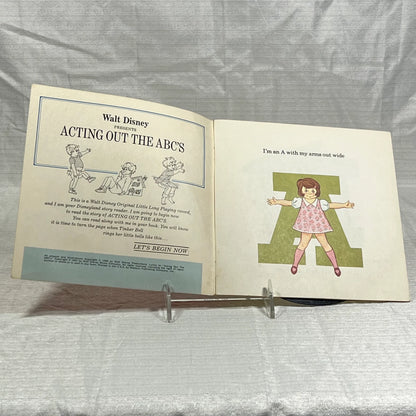 Walt Disney
PRESENTS
ACTING OUT THE ABC'S
This is a Walt Disney Original Little Long Playing record,
and I am your Disneyland story reader. I am going to begin now
to read the story of ACTING OUT THE ABC'S.
You can read along with me in your book. You will know
it is time to turn the page when Tinker Bell
rings her little bells like this...
LET'S BEGIN NOW.
I'm an A with my arms out wide
A